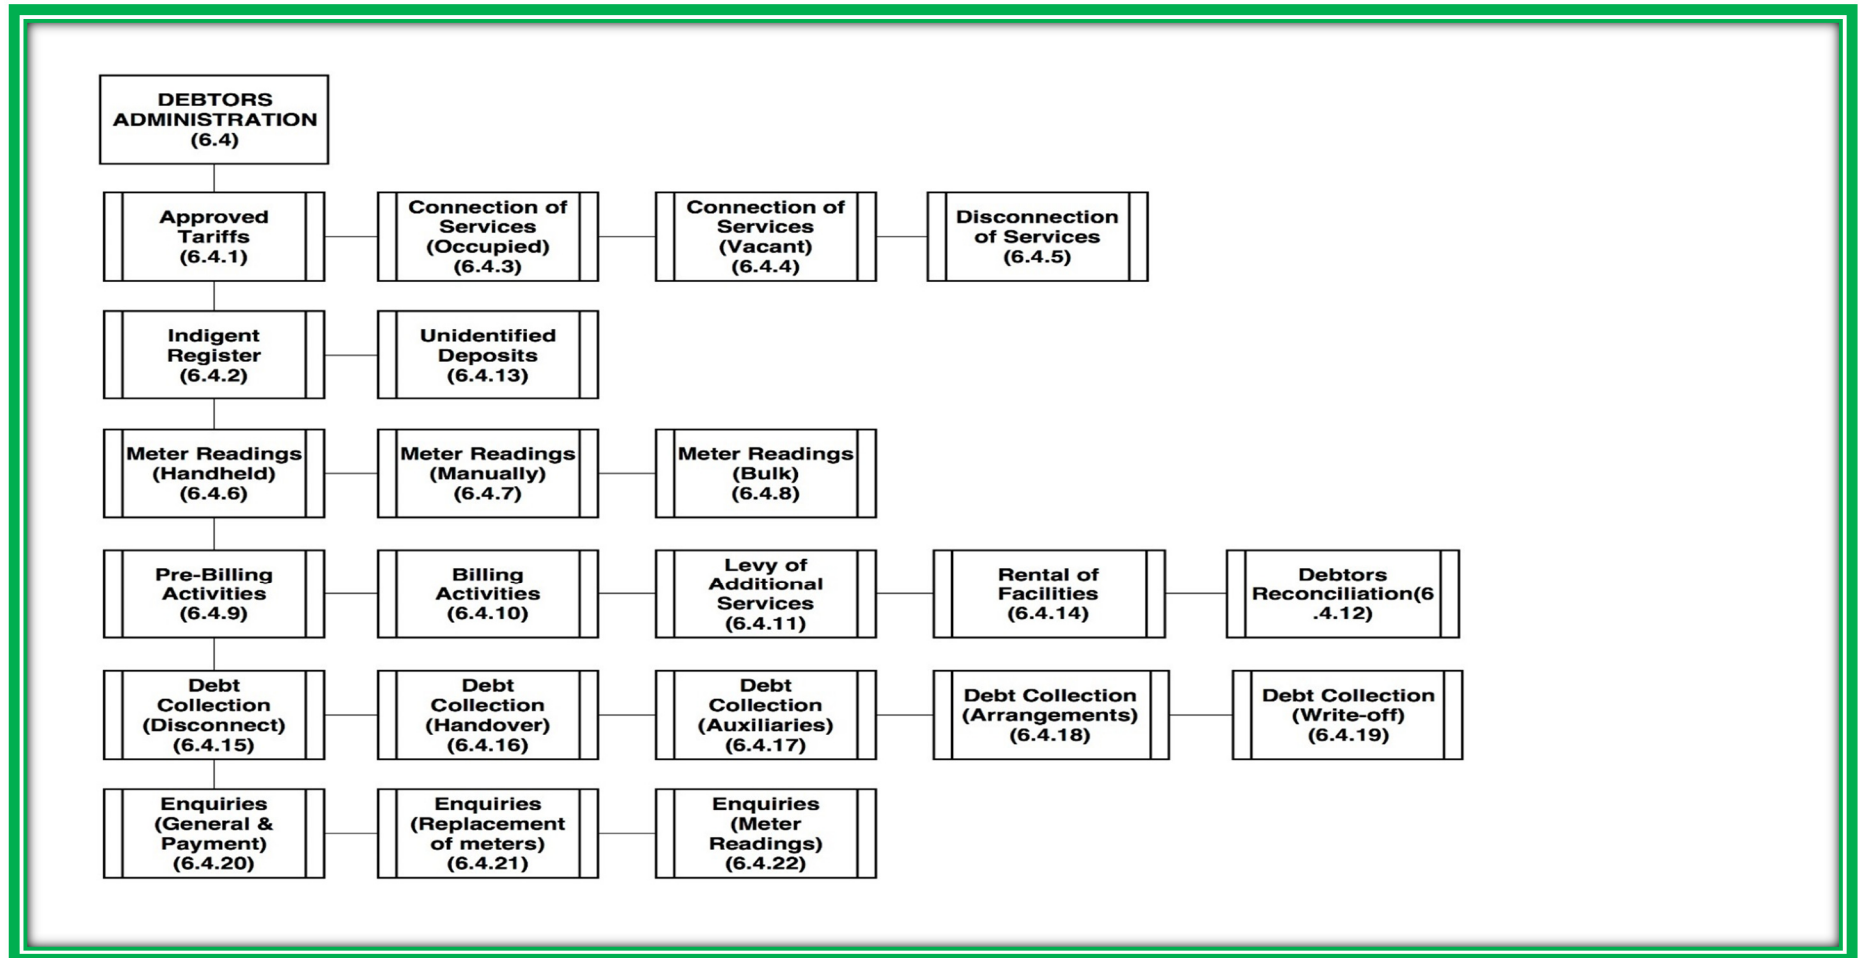 DEBTORS
ADMINISTRATION
(6.4)
Approved
Tariffs
(6.4.1)
Connection of
Services
(Occupied)
(6.4.3)
Connection of
Services
(Vacant)
(6.4.4)
Disconnection
of Services
(6.4.5)
Indigent
Register
(6.4.2)
Unidentified
Deposits
(6.4.13)
Meter Readings
(Handheld)
(6.4.6)
Meter Readings
(Manually)
(6.4.7)
Meter Readings
(Bulk)
(6.4.8)
Pre-Billing
Activities
(6.4.9)
Billing
Activities
(6.4.10)
Levy of
Additional
Services
(6.4.11)
Rental of
Facilities
(6.4.14)
Debtors
Reconciliation(6
.4.12)
Debt
Collection
(Disconnect)
(6.4.15)
Debt
Collection
(Handover)
(6.4.16)
Debt
Collection
(Auxiliaries)
(6.4.17)
Debt Collection
(Arrangements)
(6.4.18)
Debt Collection
(Write-off)
(6.4.19)
Enquiries
(General &
Payment)
(6.4.20)
Enquiries
(Replacement
of meters)
(6.4.21)
Enquiries
(Meter
Readings)
(6.4.22)